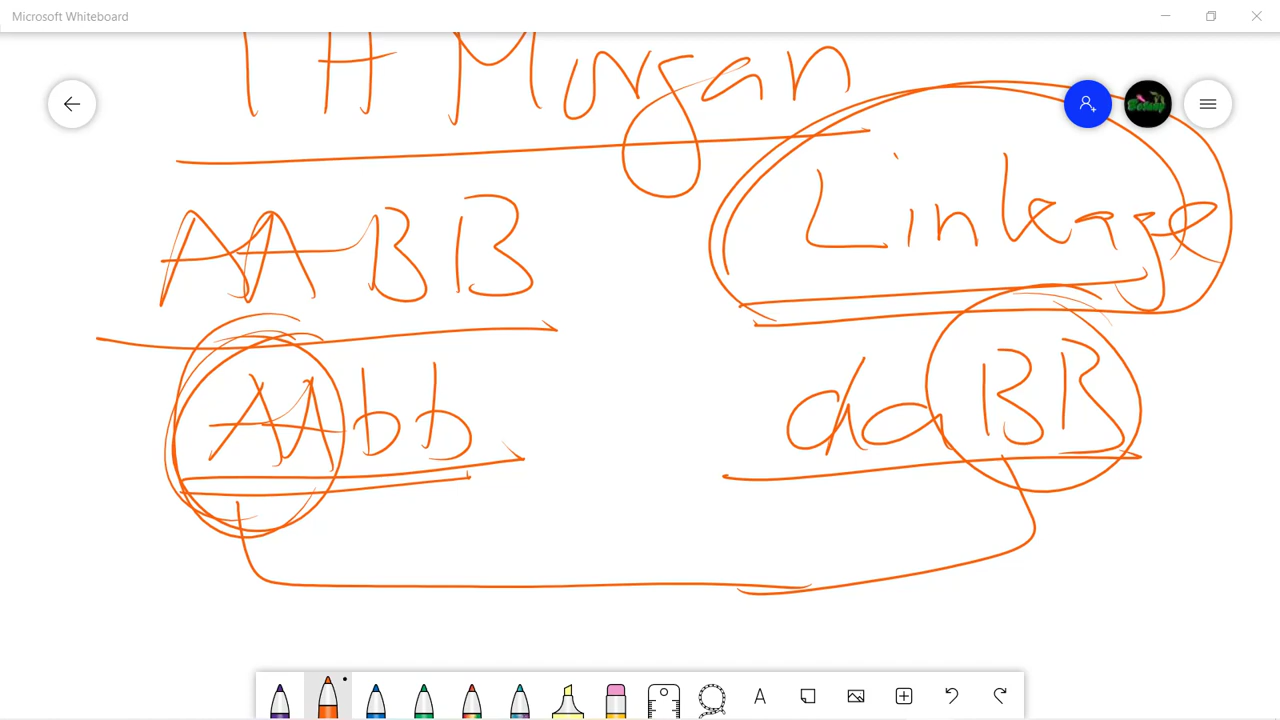 Microsoft Whiteboard
TH Morgan
Linkage
AABB
AAbb
aaBB
A